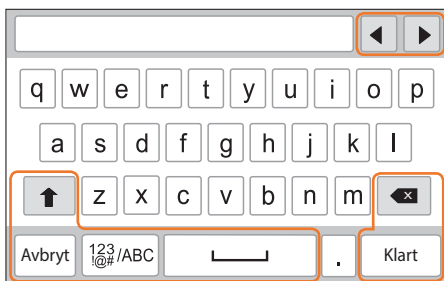 q w e r t y u i o p
a s d f g h j k l
z x c v b n m
Avbryt 123 !@# /ABC . Klart